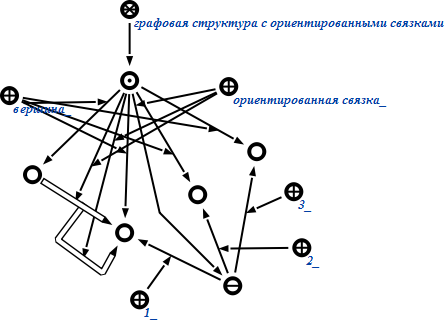 графовая структура с ориентированными связками
вершина_
ориентированная связка_
3_
2_
1_